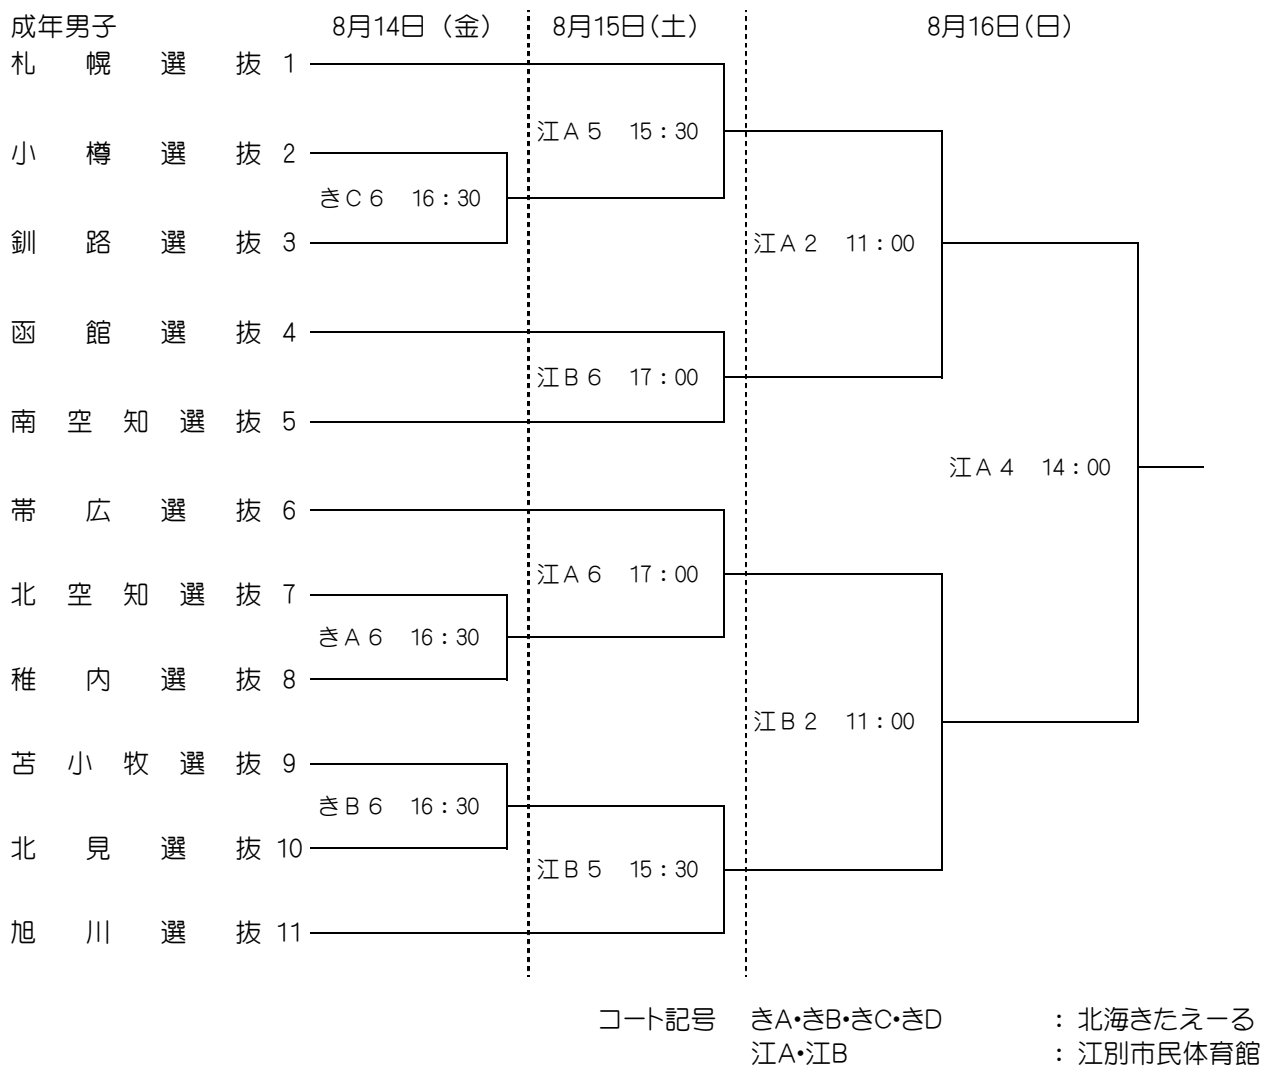 成年男子 8月14日（金） 8月15日(土) 8月16日(日)
札幌選抜 1
江A5 15:30
小樽選抜 2
きC6 16:30
釧路選抜 3
江A2 11:00
函館選抜 4
江B6 17:00
南空知選抜 5
江A4 14:00
帯広選抜 6
江A6 17:00
北空知選抜 7
きA6 16:30
稚内選抜 8
江B2 11:00
苫小牧選抜 9
きB6 16:30
北見選抜 10
江B5 15:30
旭川選抜 11
コート記号 きA・きB・きC・きD : 北海きたえーる
江A・江B : 江別市民体育館